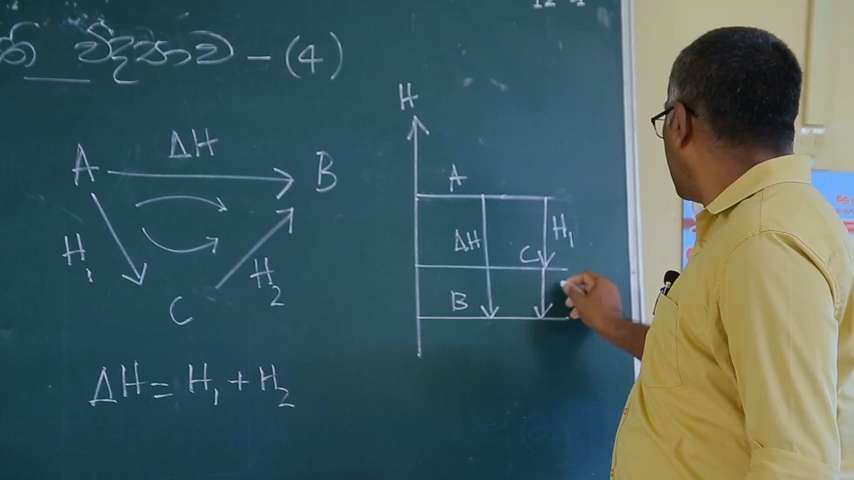 – (4)
A ΔH B
H₁ C H₂
ΔH = H₁ + H₂
H
A
ΔH C H₁
B